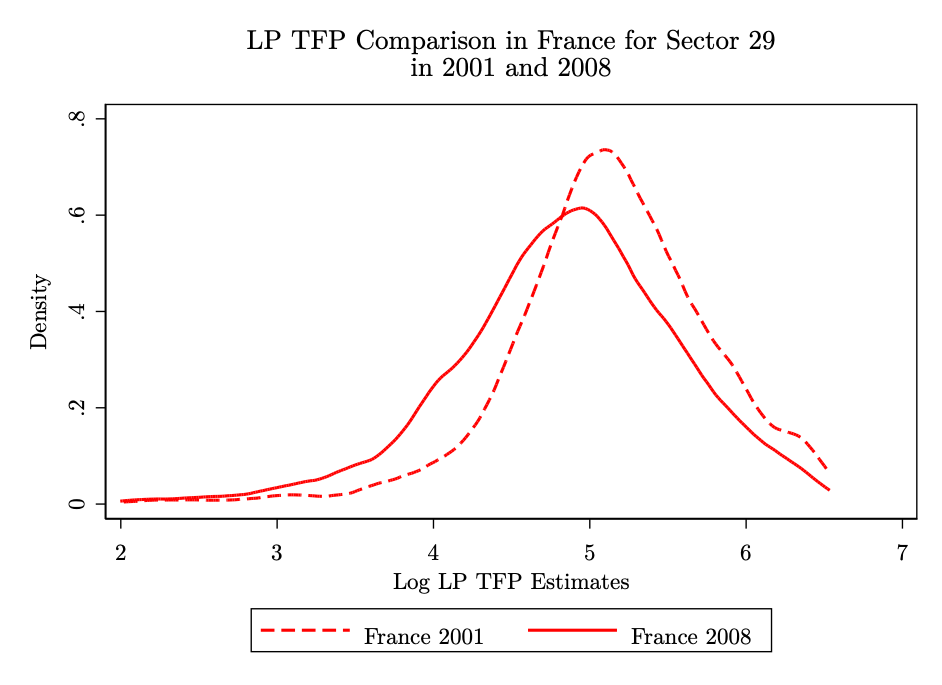 LP TFP Comparison in France for Sector 29
in 2001 and 2008
Density
.8
.6
.4
.2
0
2 3 4 5 6 7
Log LP TFP Estimates
France 2001 France 2008